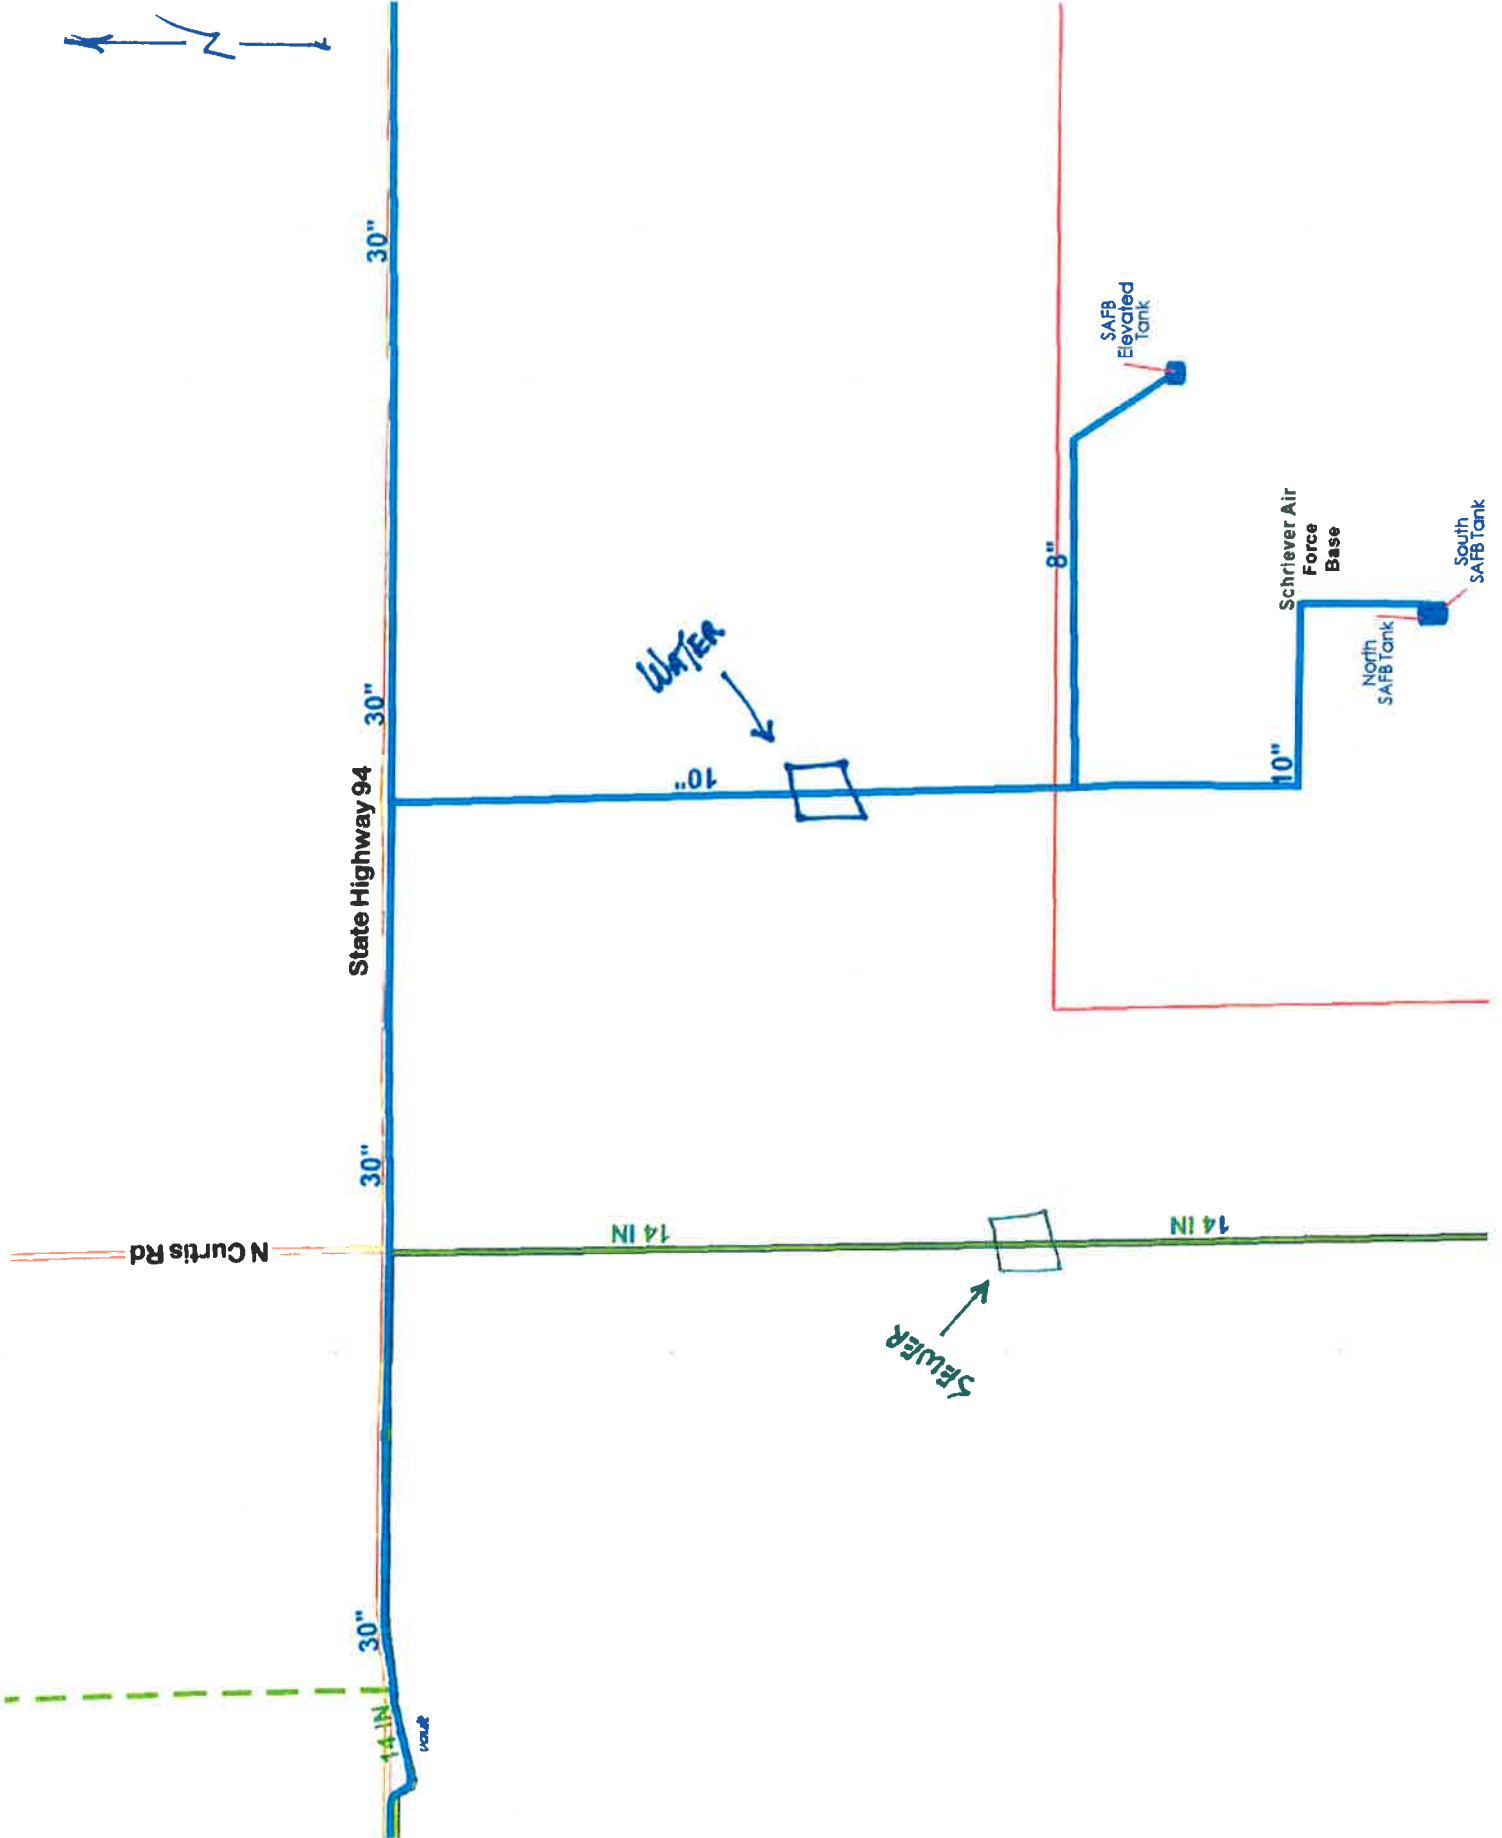 N
30"
30"
30"
30"
State Highway 94
N Curtis Rd
14 IN
vault
14 IN
14 IN
SEWER
WATER
10"
8"
SAFB
Elevated
Tank
10"
Schriever Air
Force
Base
North
SAFB Tank
South
SAFB Tank